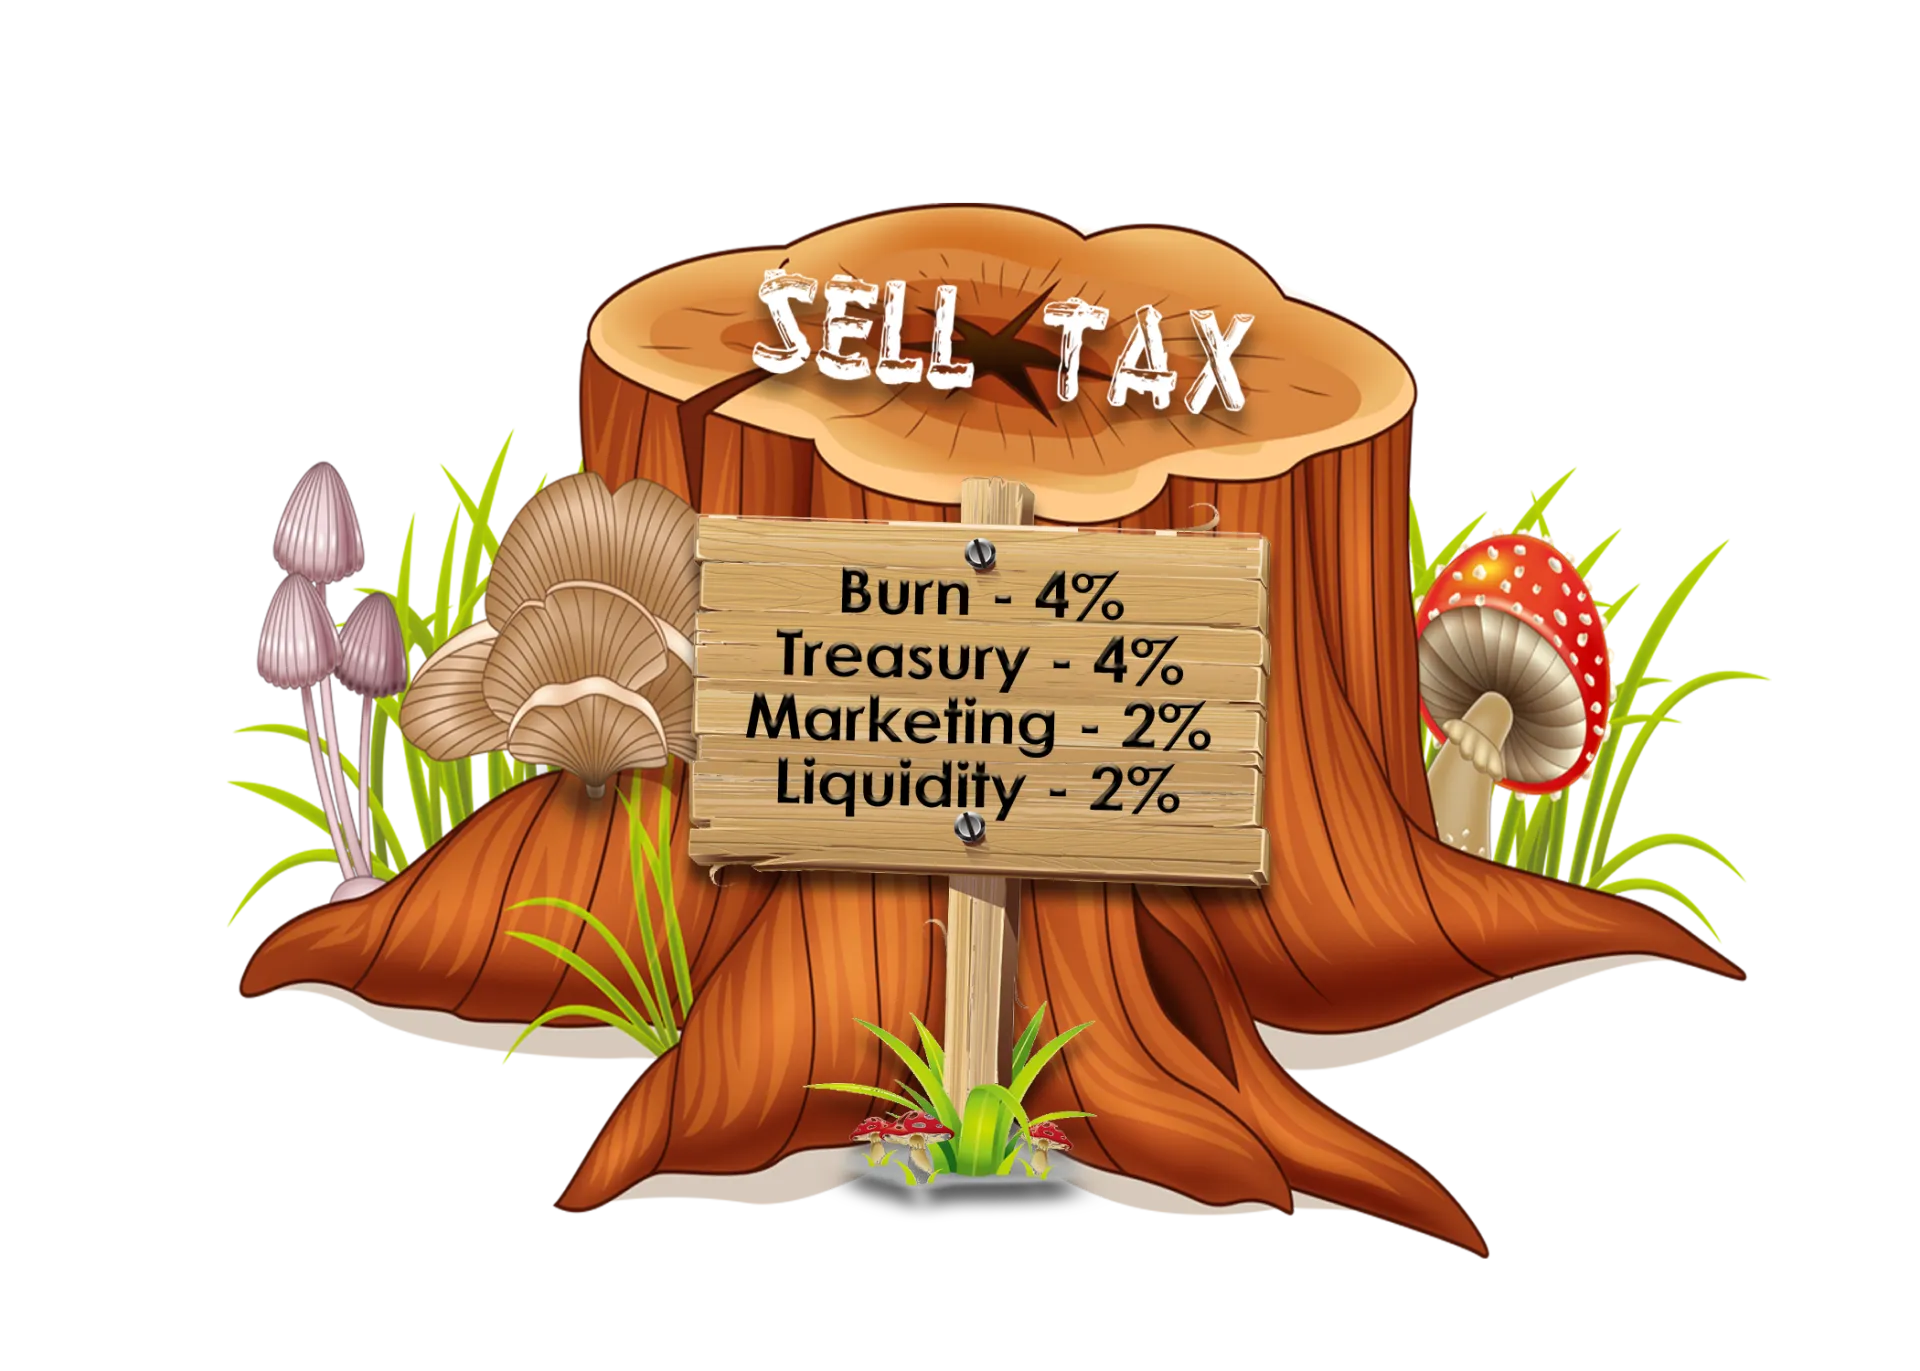 SELL TAX
Burn - 4%
Treasury - 4%
Marketing - 2%
Liquidity - 2%